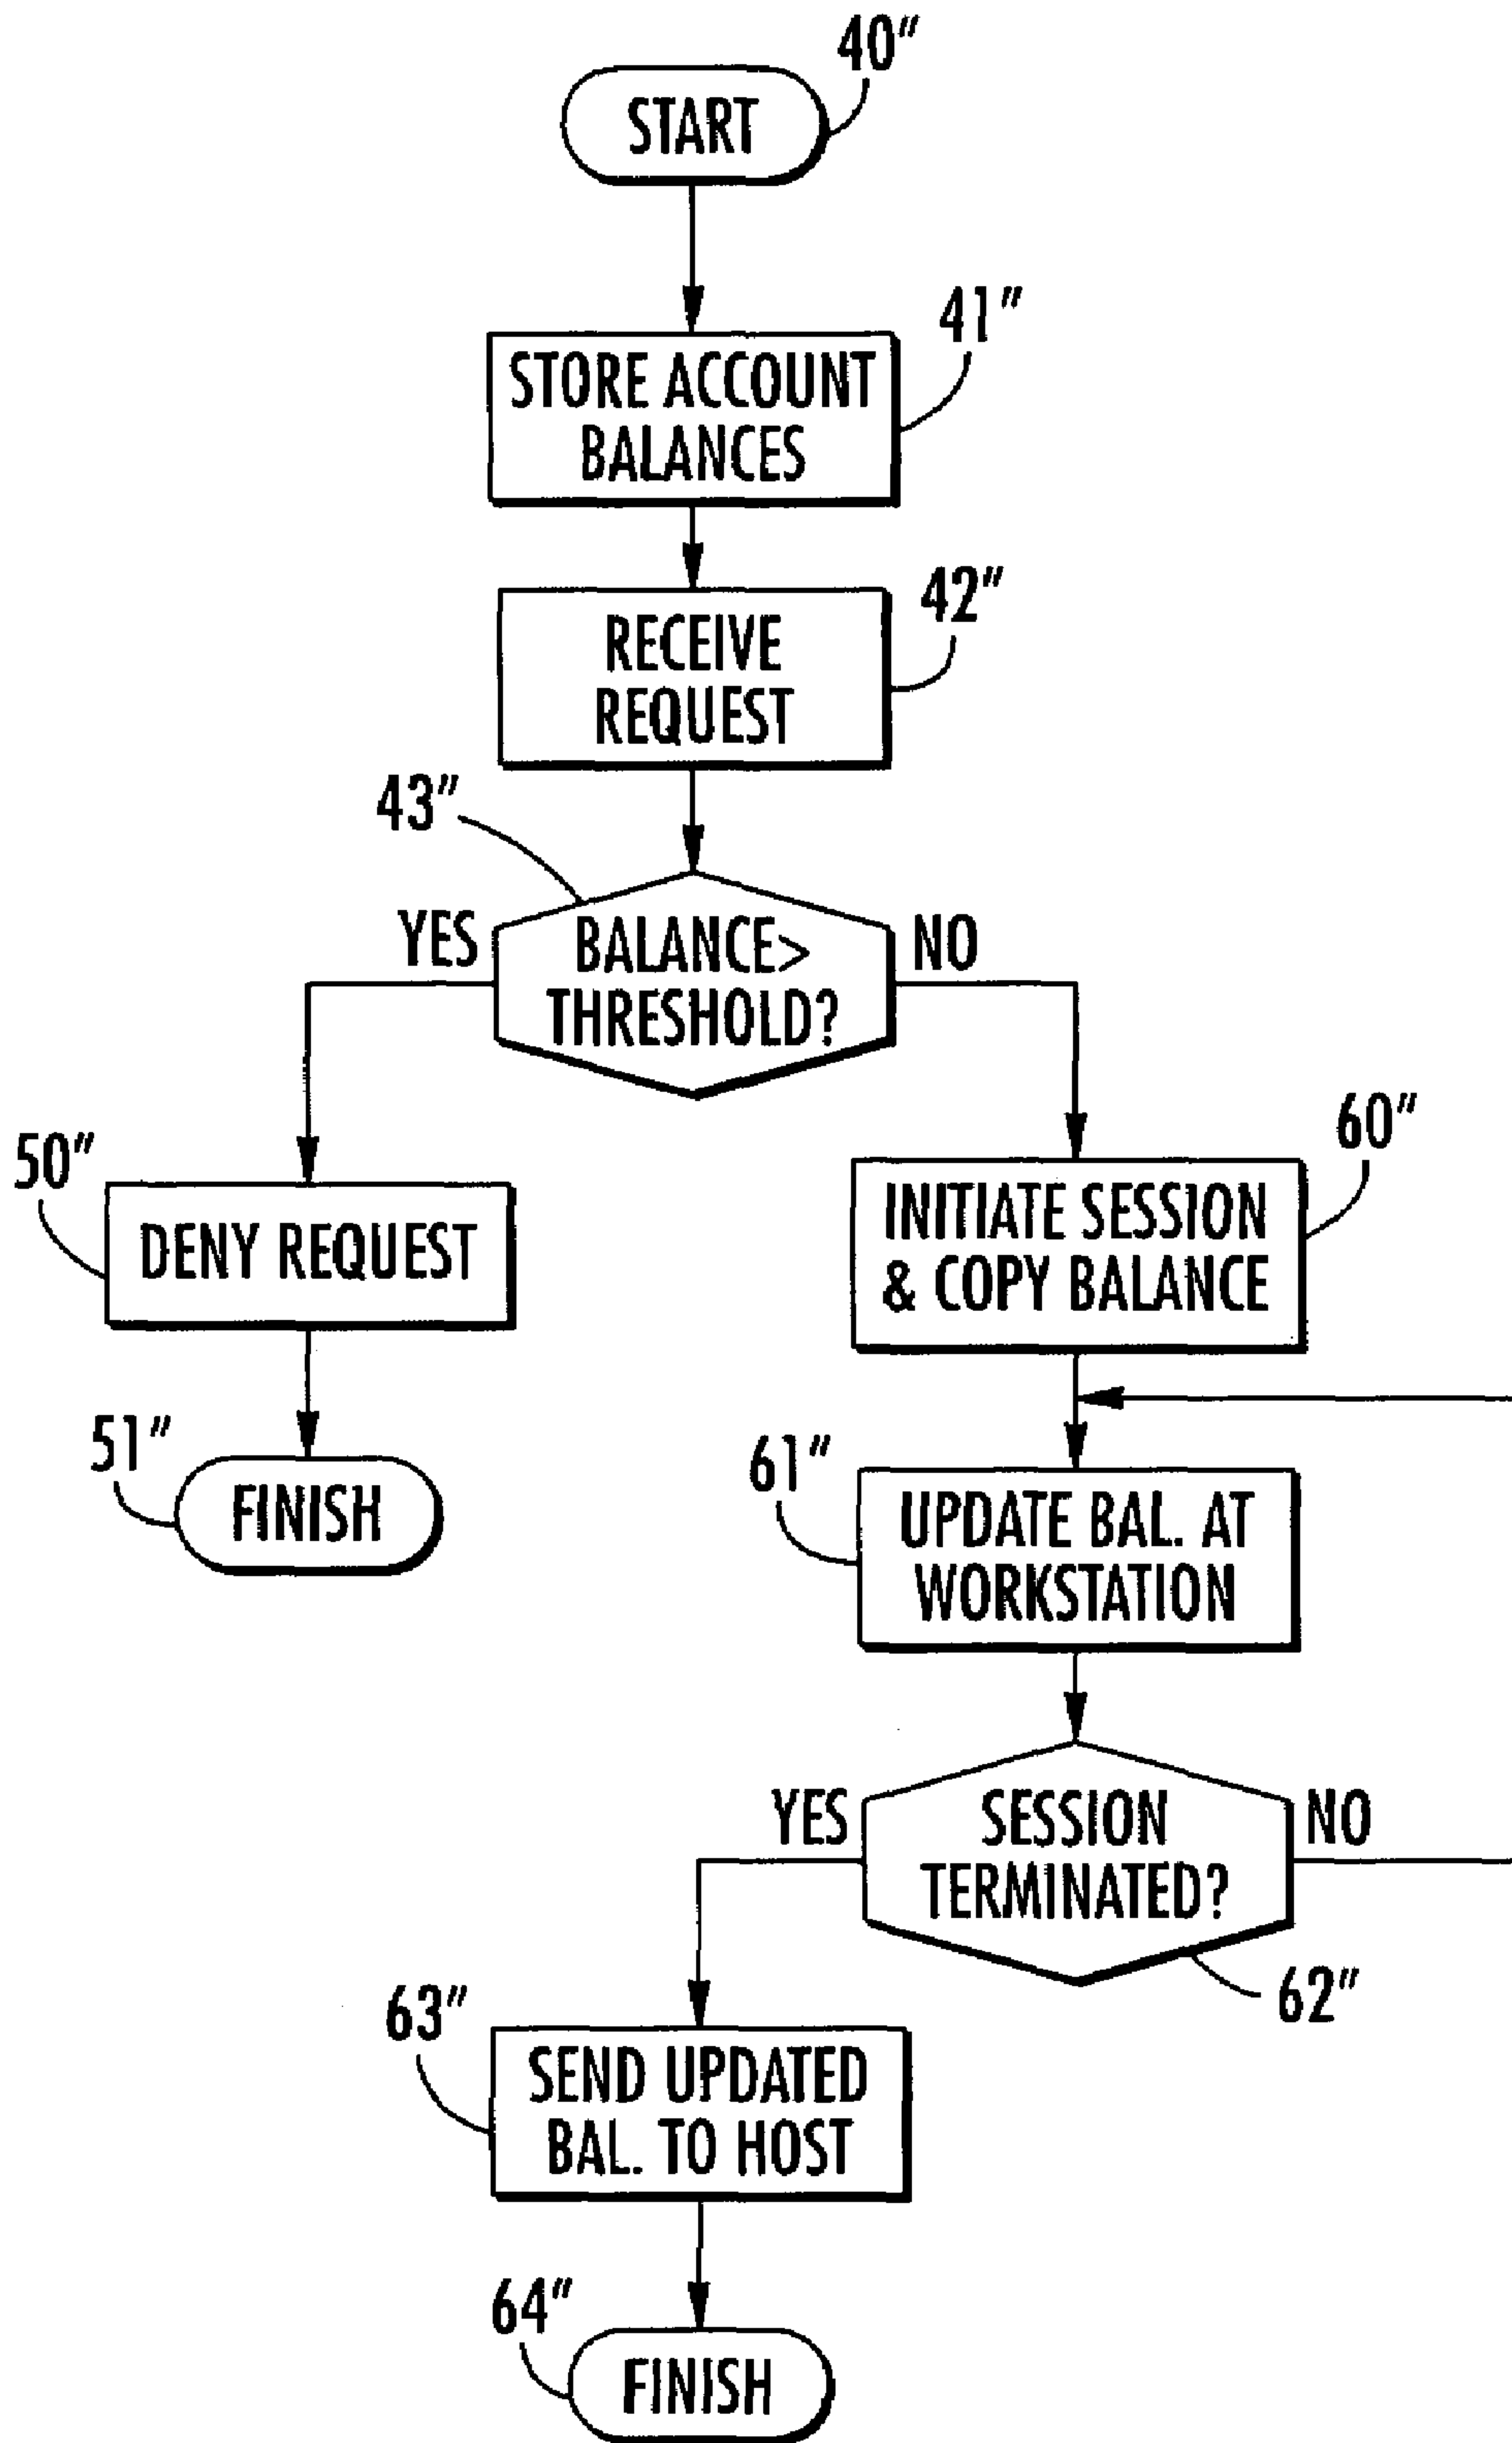 40"
START
41"
STORE ACCOUNT
BALANCES
42"
RECEIVE
REQUEST
43"
YES
BALANCE>
THRESHOLD?
NO
50"
DENY REQUEST
60"
INITIATE SESSION
& COPY BALANCE
51"
FINISH
61"
UPDATE BAL. AT
WORKSTATION
YES
SESSION
TERMINATED?
NO
62"
63"
SEND UPDATED
BAL. TO HOST
64"
FINISH